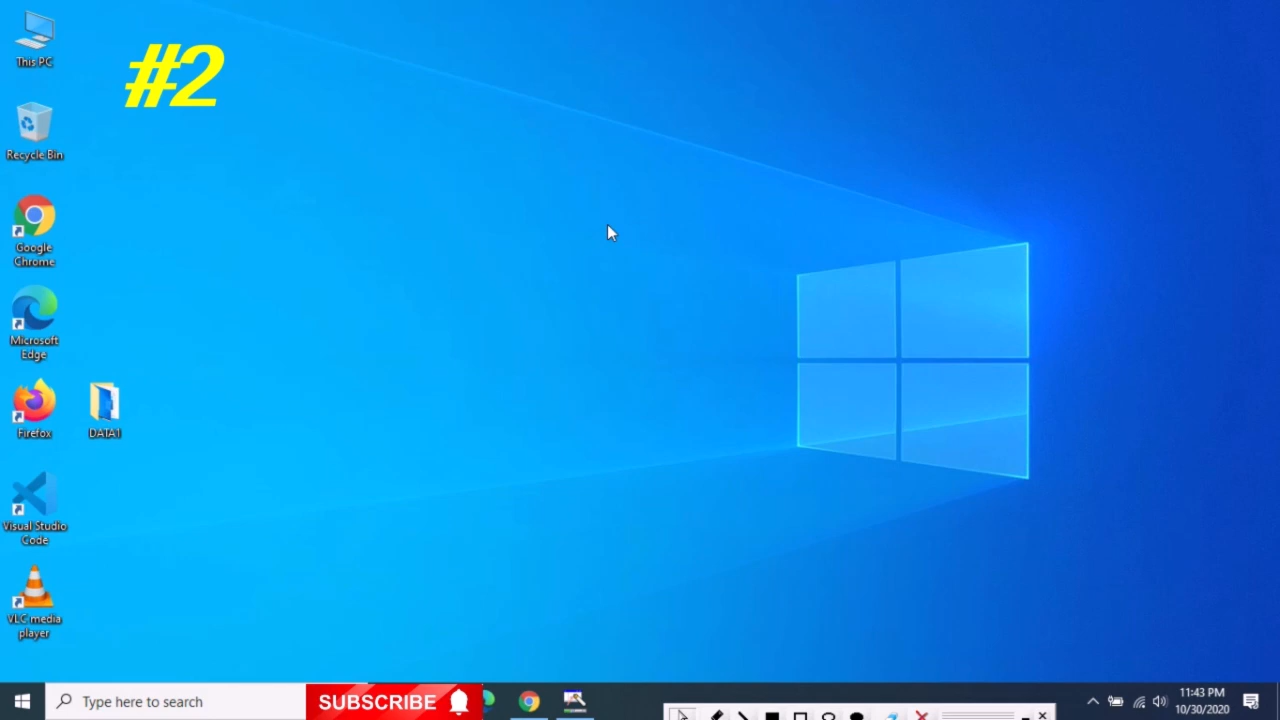 #2
This PC
Recycle Bin
Google
Chrome
Microsoft
Edge
Firefox
DATA1
Visual Studio
Code
VLC media
player
Type here to search
SUBSCRIBE
11:43 PM
10/30/2020